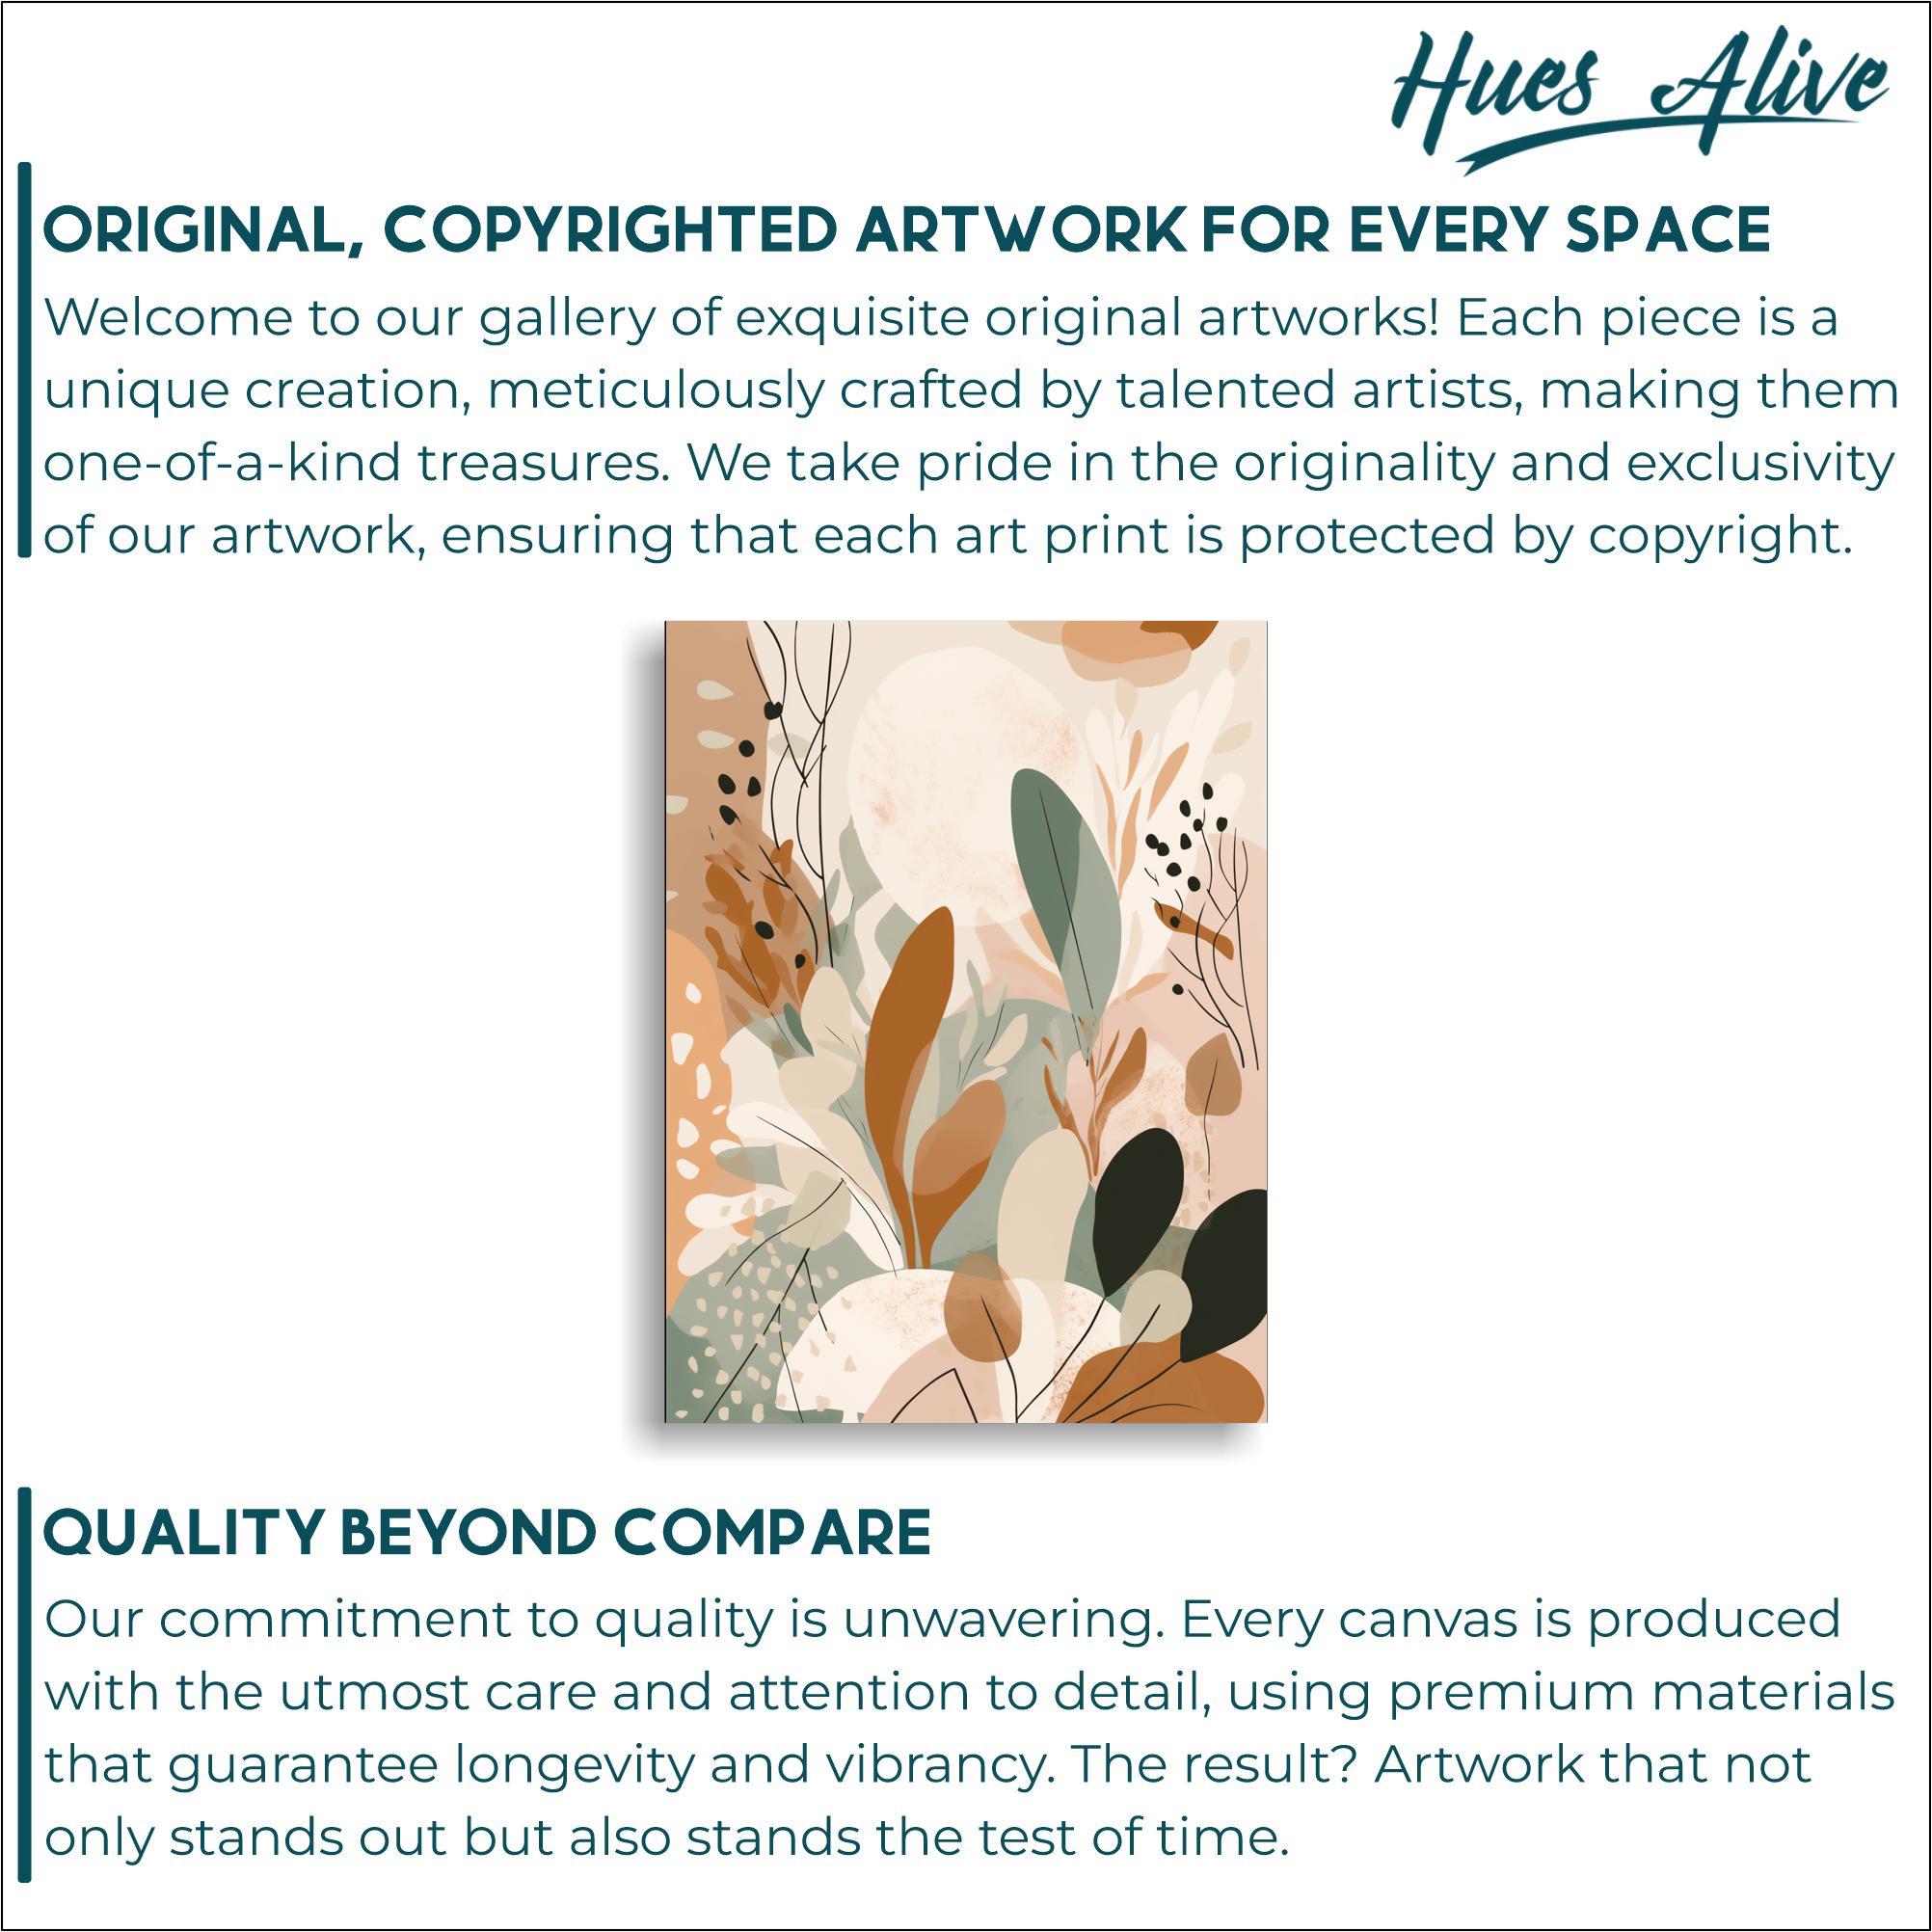 Hues Alive
ORIGINAL, COPYRIGHTED ARTWORK FOR EVERY SPACE
Welcome to our gallery of exquisite original artworks! Each piece is a
unique creation, meticulously crafted by talented artists, making them
one-of-a-kind treasures. We take pride in the originality and exclusivity
of our artwork, ensuring that each art print is protected by copyright.
QUALITY BEYOND COMPARE
Our commitment to quality is unwavering. Every canvas is produced
with the utmost care and attention to detail, using premium materials
that guarantee longevity and vibrancy. The result? Artwork that not
only stands out but also stands the test of time.